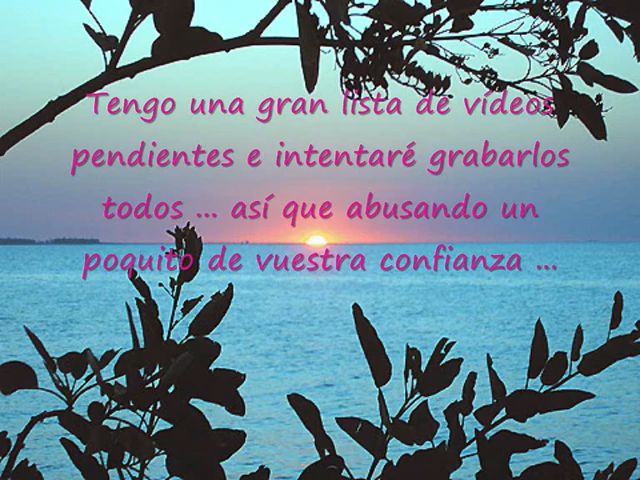 Tengo una gran lista de vídeos
pendientes e intentaré grabarlos
todos ... así que abusando un
poquito de vuestra confianza ...